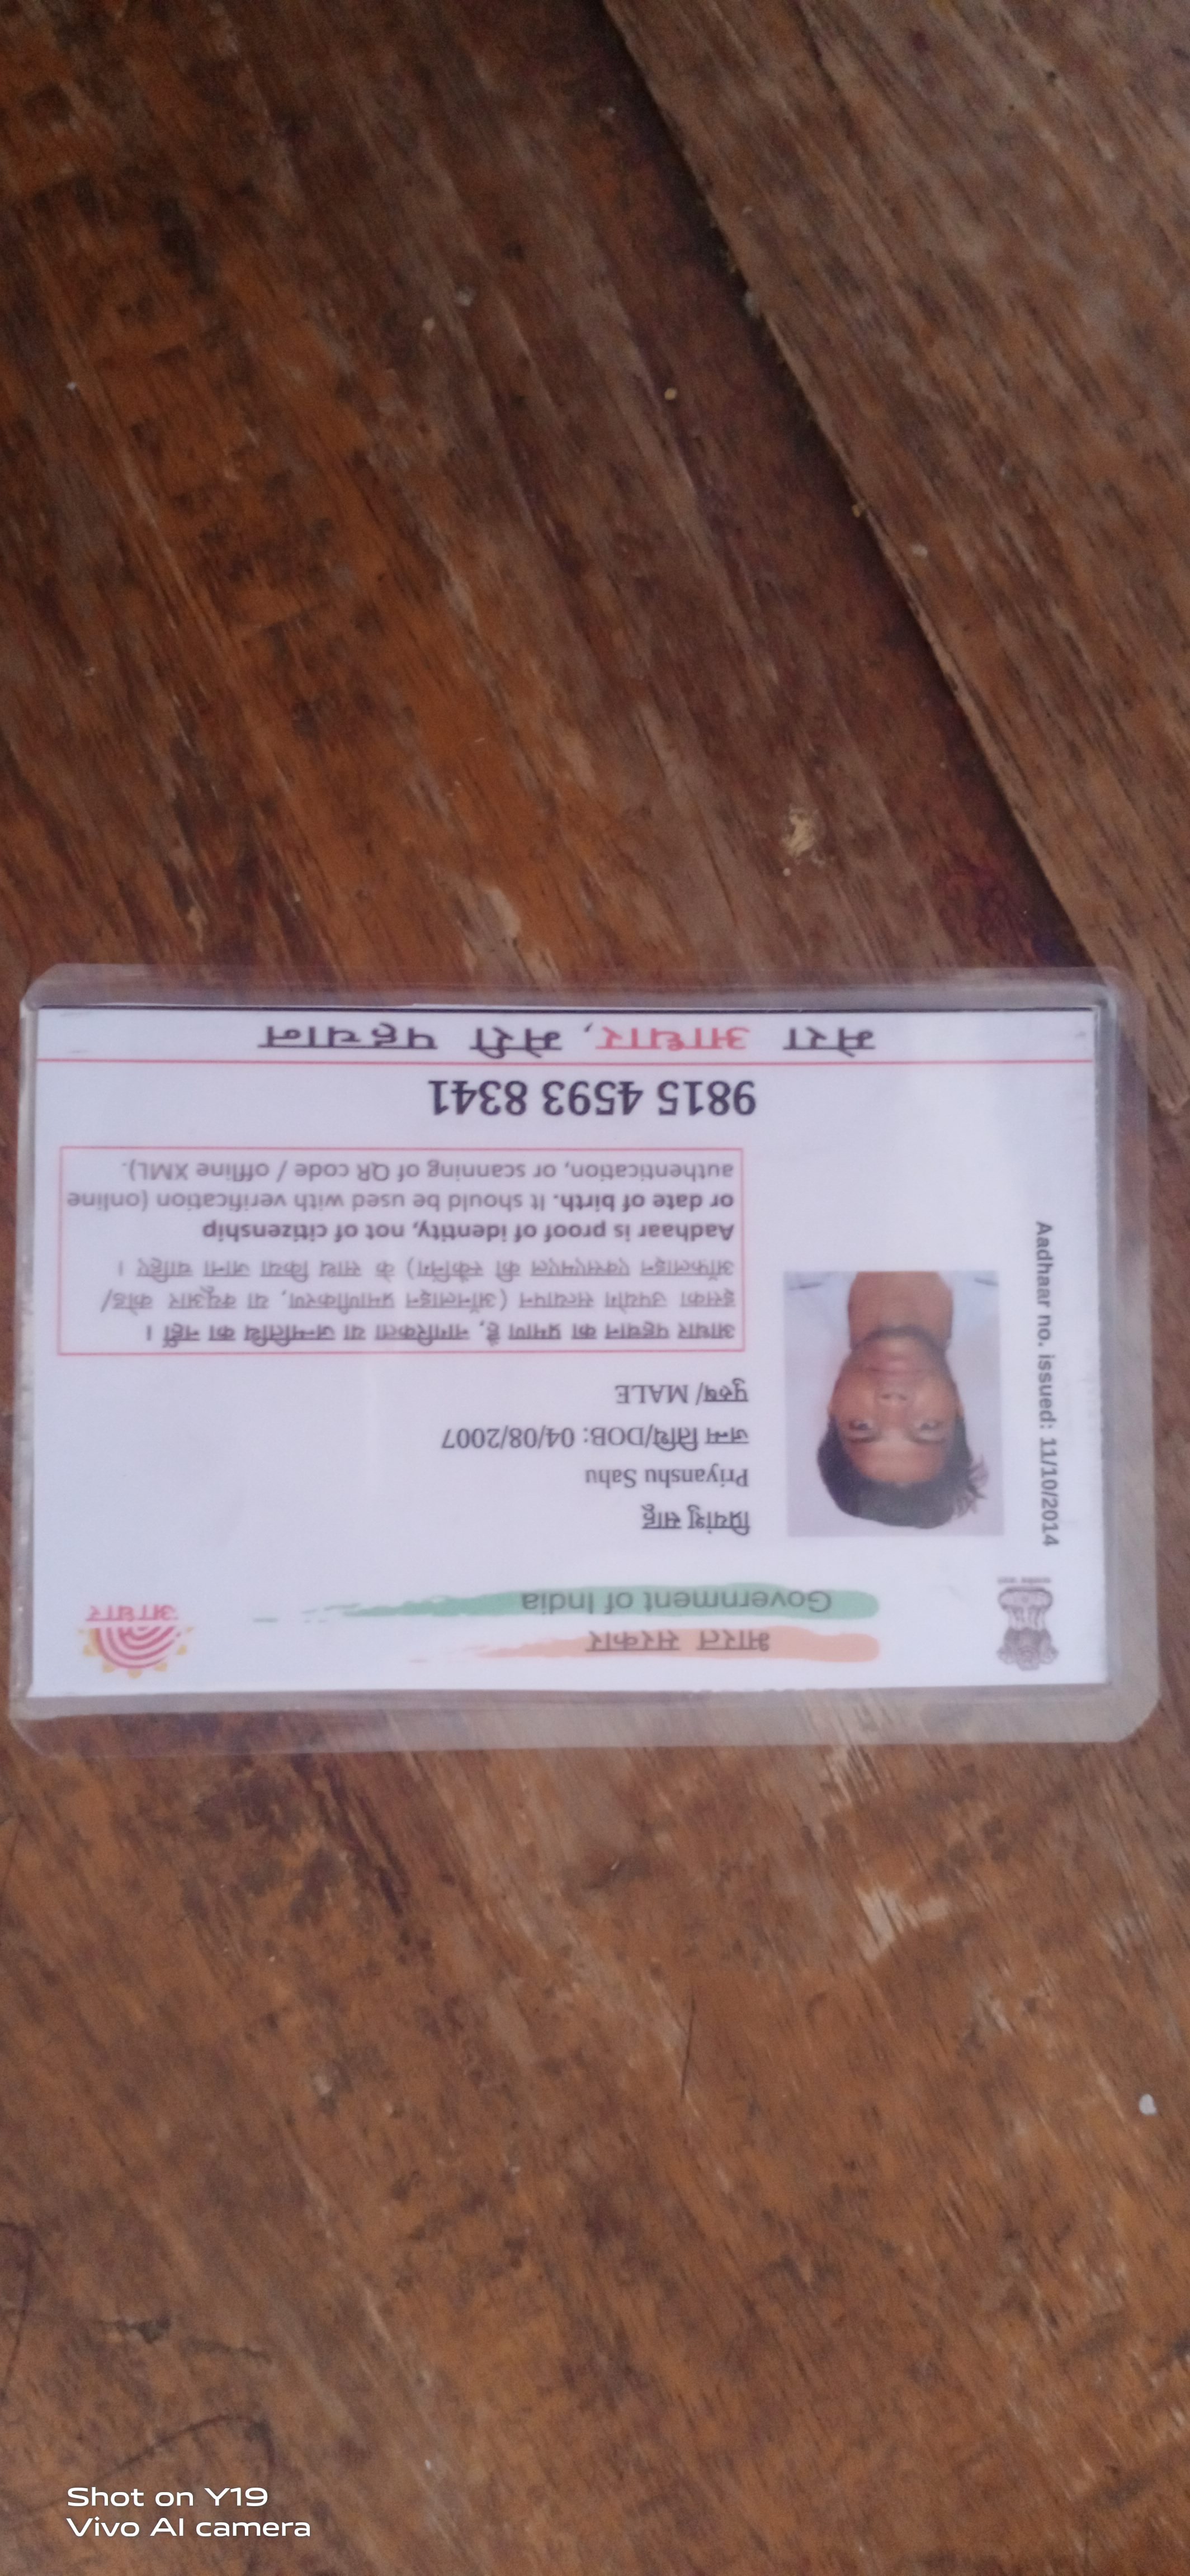 भारत सरकार
Government of India
आधार
प्रियांशु साहू
Priyanshu Sahu
जन्म तिथि/DOB: 04/08/2007
पुरुष/ MALE
Aadhaar no. issued: 11/10/2014
आधार पहचान का प्रमाण है, नागरिकता या जन्मतिथि का नहीं ।
इसका उपयोग सत्यापन (ऑनलाइन प्रमाणीकरण, या क्यूआर कोड/
ऑफ़लाइन एक्सएमएल की स्कैनिंग) के साथ किया जाना चाहिए ।
Aadhaar is proof of identity, not of citizenship
or date of birth. It should be used with verification (online
authentication, or scanning of QR code / offline XML).
9815 4593 8341
मेरा आधार, मेरी पहचान
Shot on Y19
Vivo AI camera